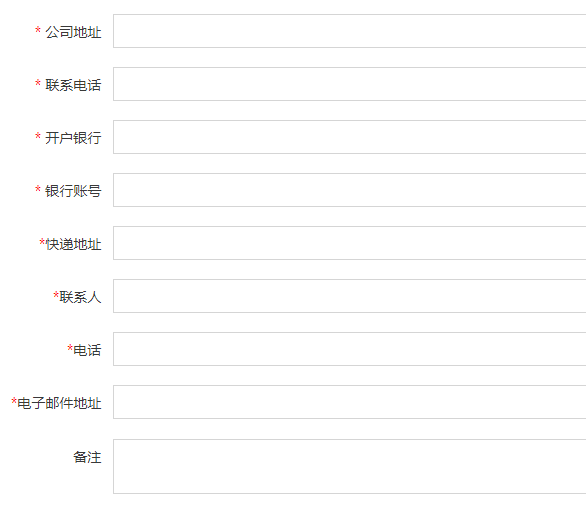 * 公司地址
* 联系电话
* 开户银行
* 银行账号
*快递地址
*联系人
*电话
*电子邮件地址
备注